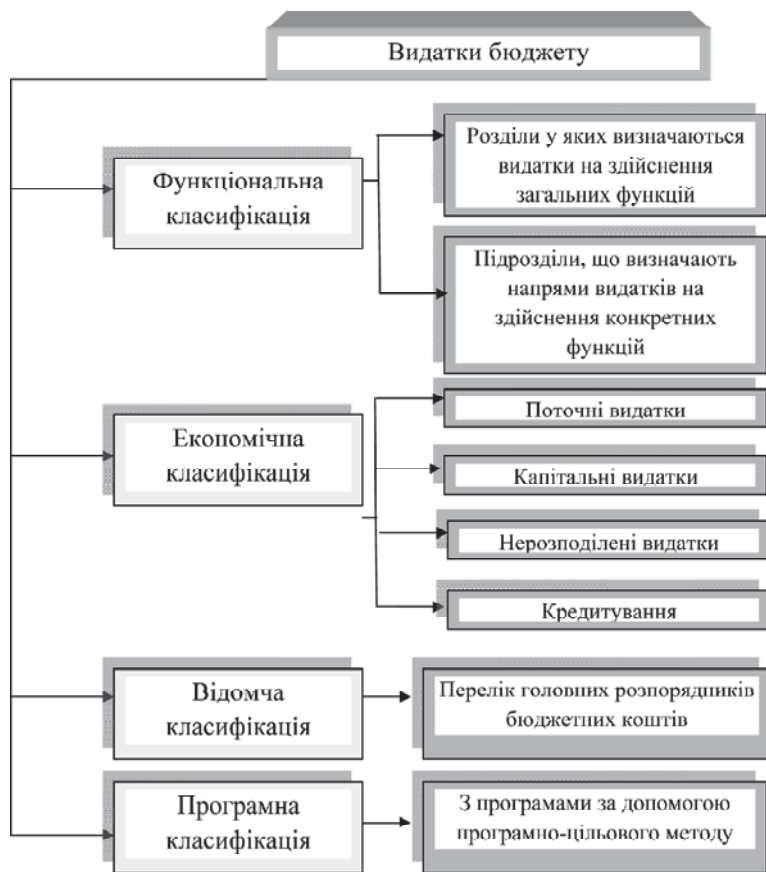 Видатки бюджету
Функціональна
класифікація
Розділи у яких визначаються
видатки на здійснення
загальних функцій
Підрозділи, що визначають
напрями видатків на
здійснення конкретних
функцій
Економічна
класифікація
Поточні видатки
Капітальні видатки
Нерозподілені видатки
Кредитування
Відомча
класифікація
Перелік головних розпорядників
бюджетних коштів
Програмна
класифікація
З програмами за допомогою
програмно-цільового методу